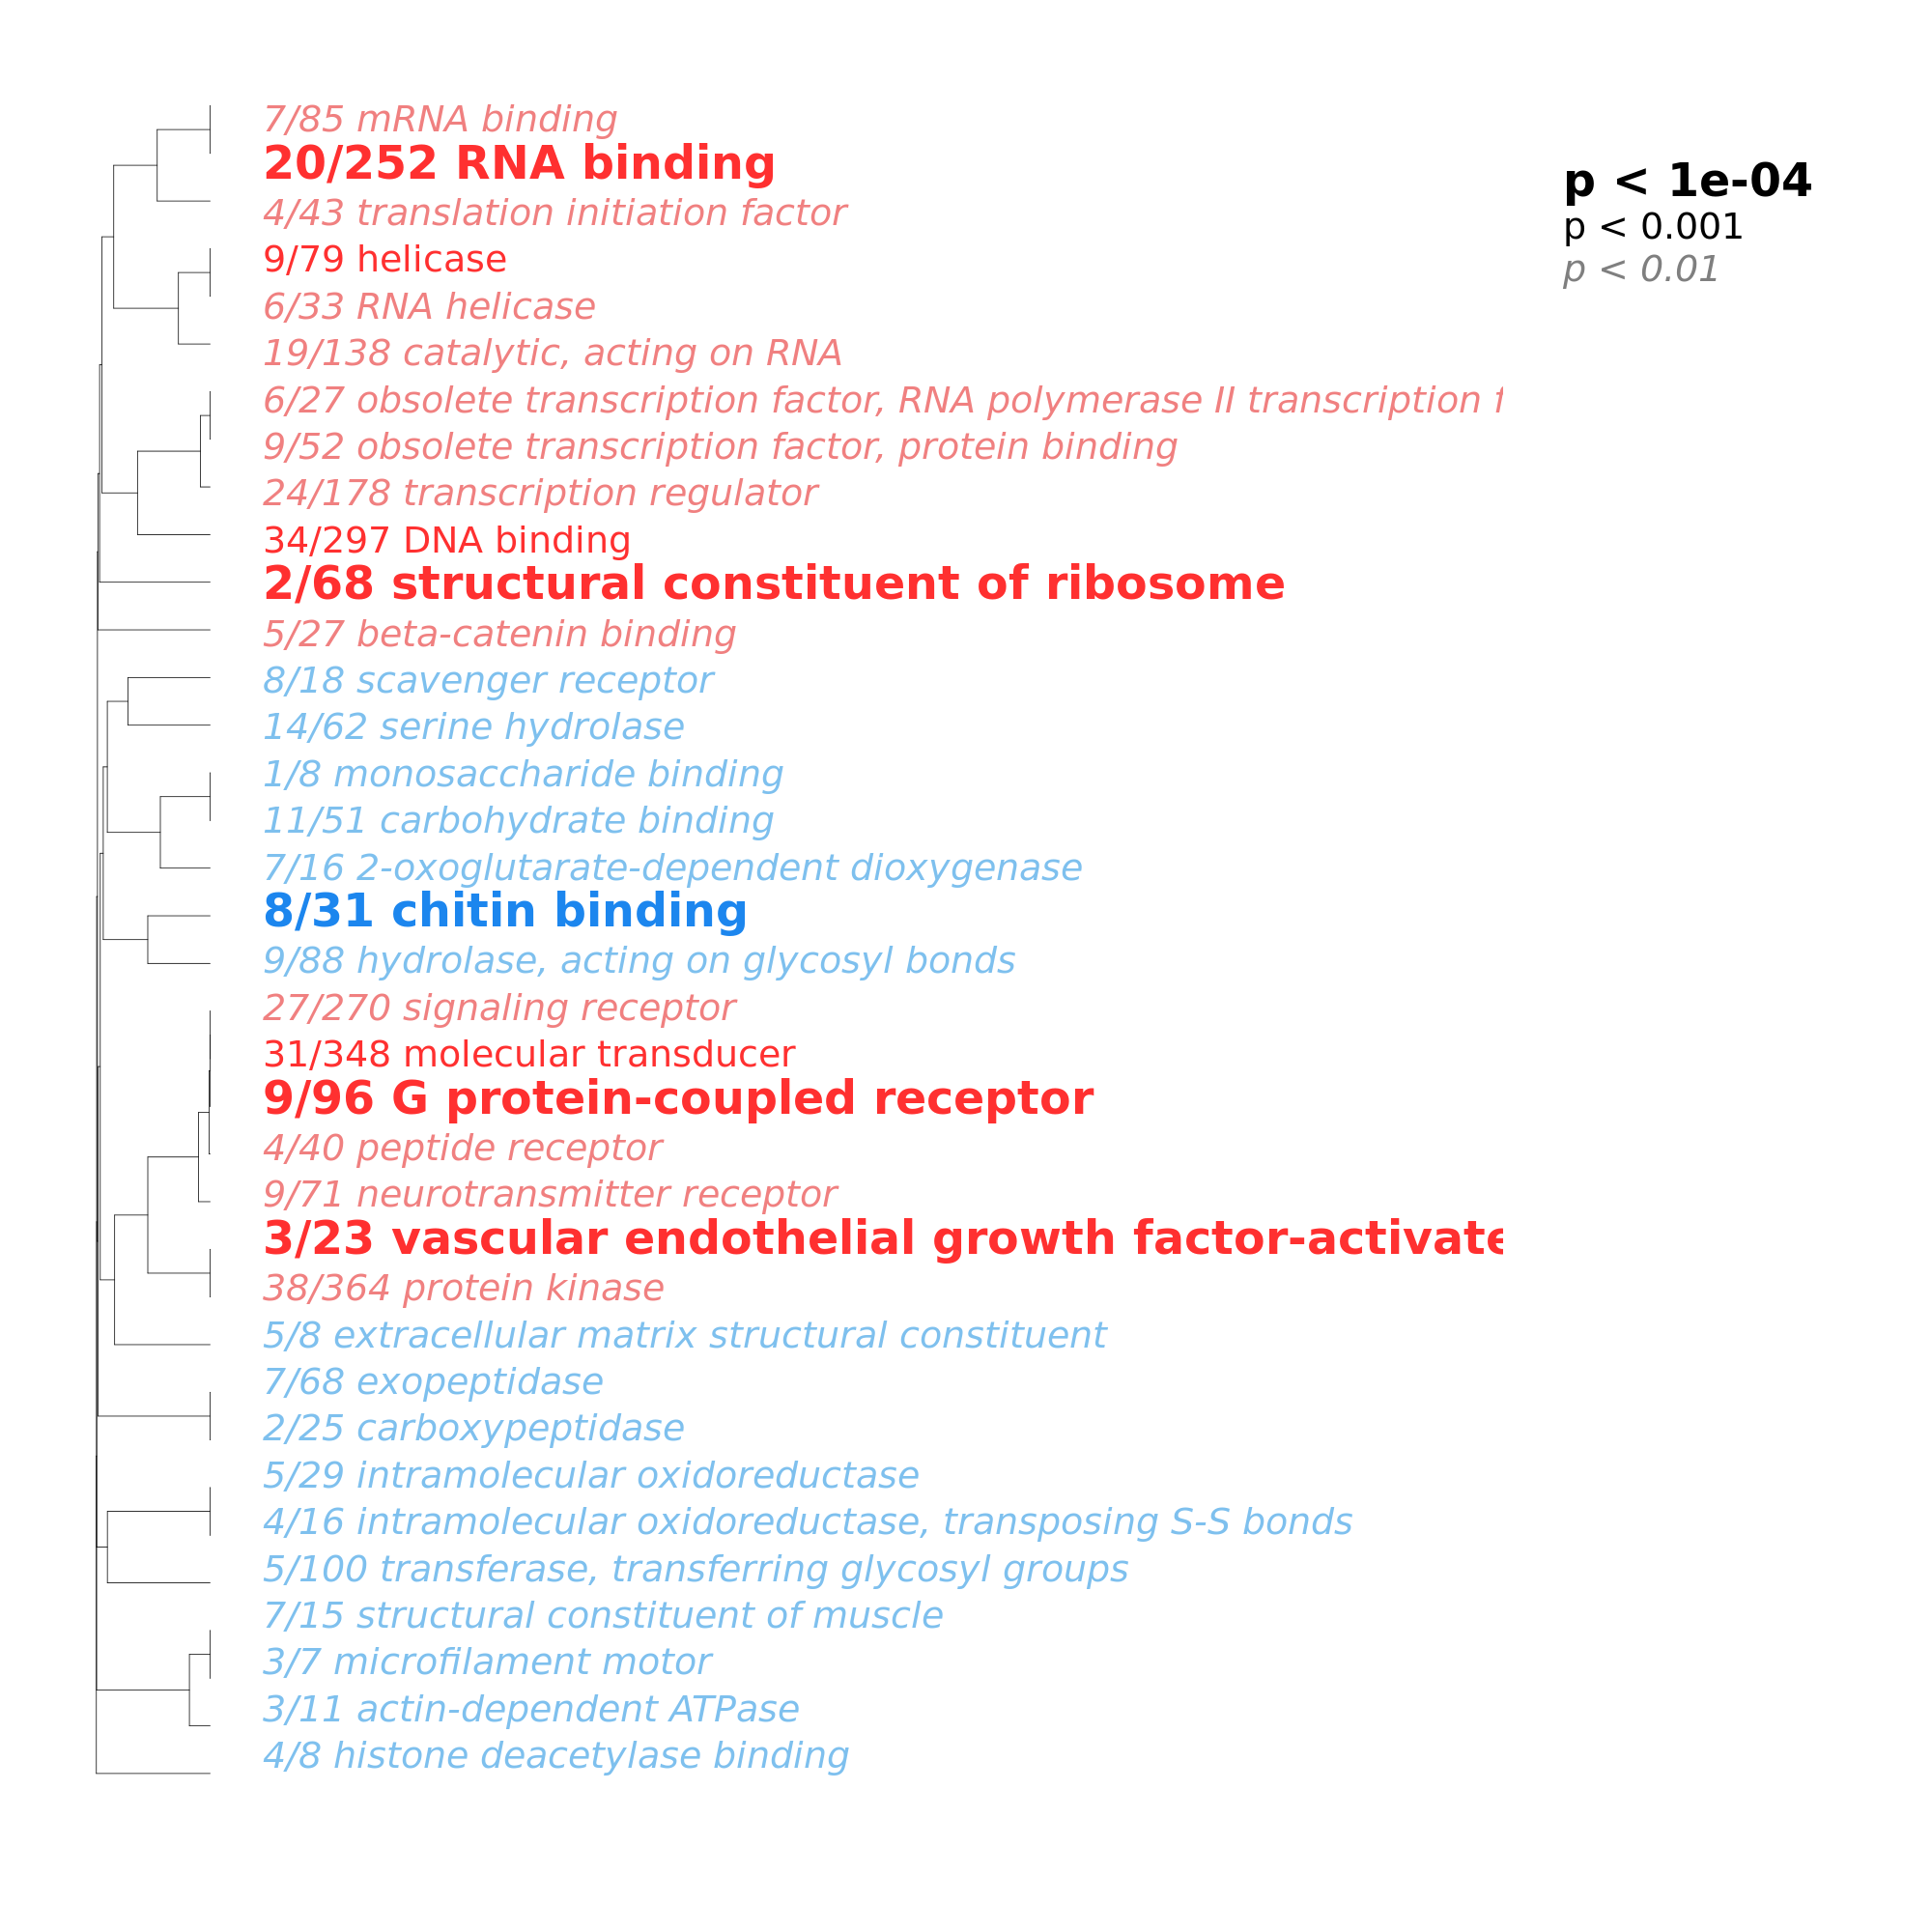 7/85 mRNA binding
20/252 RNA binding
4/43 translation initiation factor
9/79 helicase
6/33 RNA helicase
19/138 catalytic, acting on RNA
6/27 obsolete transcription factor, RNA polymerase II transcription f
9/52 obsolete transcription factor, protein binding
24/178 transcription regulator
34/297 DNA binding
2/68 structural constituent of ribosome
5/27 beta-catenin binding
8/18 scavenger receptor
14/62 serine hydrolase
1/8 monosaccharide binding
11/51 carbohydrate binding
7/16 2-oxoglutarate-dependent dioxygenase
8/31 chitin binding
9/88 hydrolase, acting on glycosyl bonds
27/270 signaling receptor
31/348 molecular transducer
9/96 G protein-coupled receptor
4/40 peptide receptor
9/71 neurotransmitter receptor
3/23 vascular endothelial growth factor-activate
38/364 protein kinase
5/8 extracellular matrix structural constituent
7/68 exopeptidase
2/25 carboxypeptidase
5/29 intramolecular oxidoreductase
4/16 intramolecular oxidoreductase, transposing S-S bonds
5/100 transferase, transferring glycosyl groups
7/15 structural constituent of muscle
3/7 microfilament motor
3/11 actin-dependent ATPase
4/8 histone deacetylase binding
p < 1e-04
p < 0.001
p < 0.01